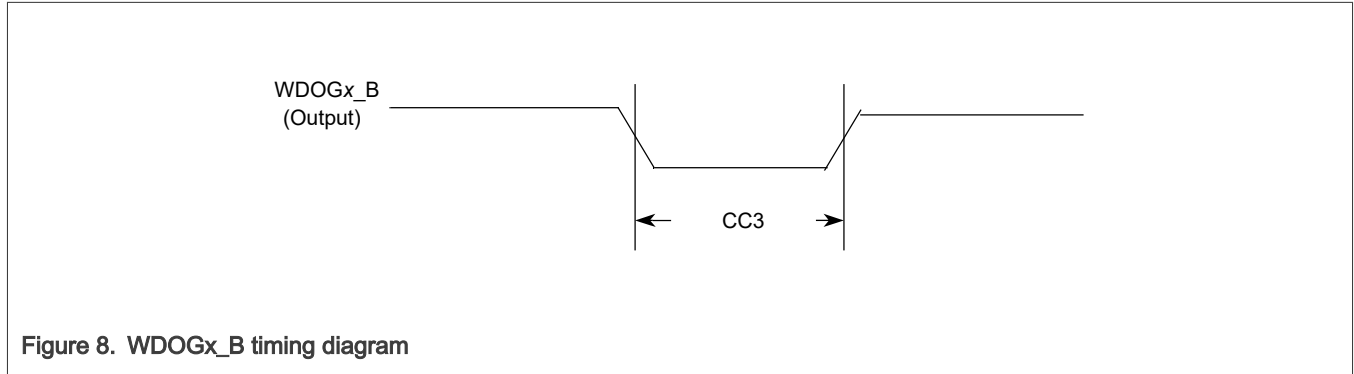 WDOGx_B
(Output)
CC3
Figure 8. WDOGx_B timing diagram